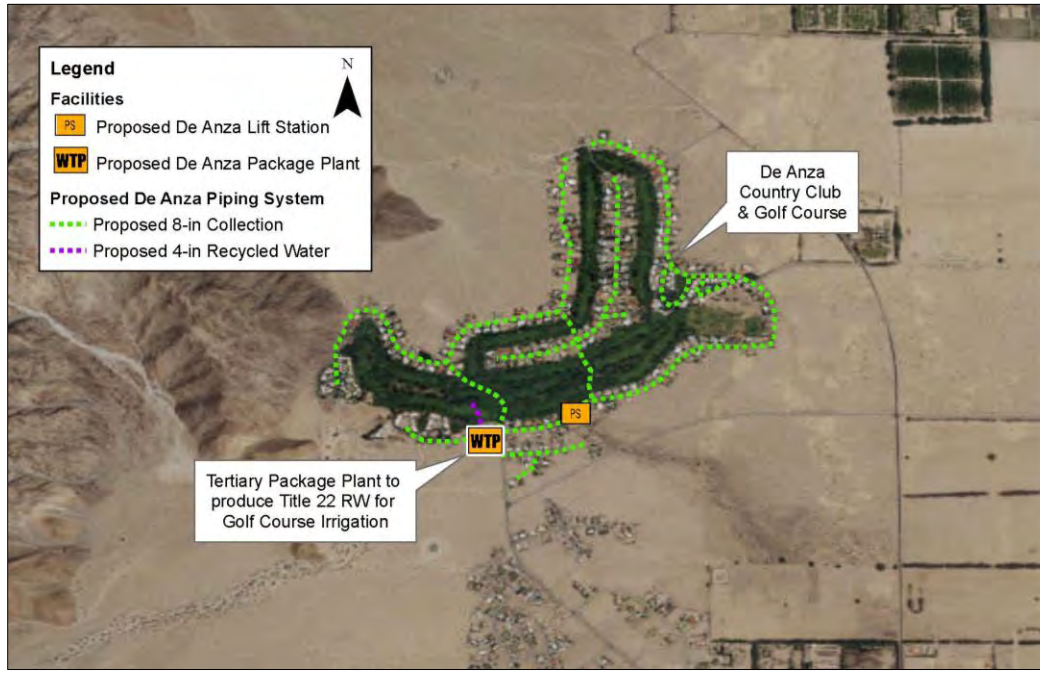 Legend
N
Facilities
PS Proposed De Anza Lift Station
WTP Proposed De Anza Package Plant
Proposed De Anza Piping System
Proposed 8-in Collection
Proposed 4-in Recycled Water
De Anza
Country Club
& Golf Course
PS
WTP
Tertiary Package Plant to
produce Title 22 RW for
Golf Course Irrigation